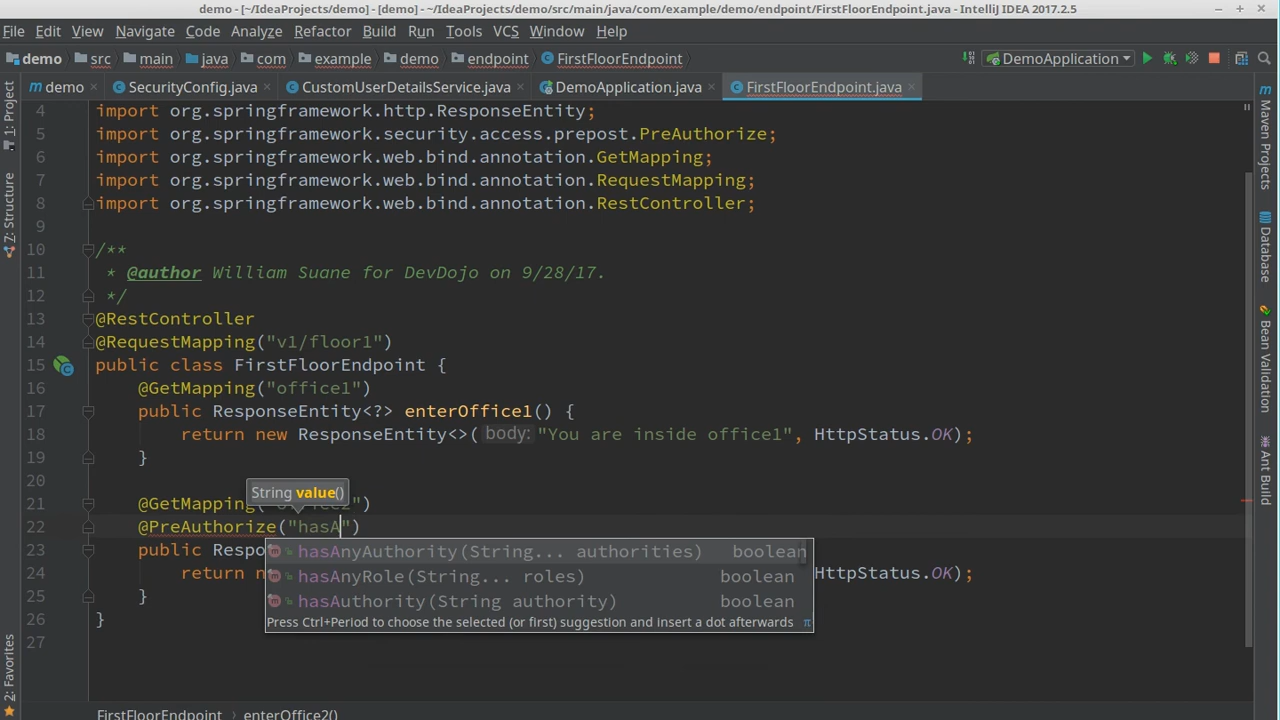 demo - [~/IdeaProjects/demo] - [demo] - ~/IdeaProjects/demo/src/main/java/com/example/demo/endpoint/FirstFloorEndpoint.java - IntelliJ IDEA 2017.2.5
File Edit View Navigate Code Analyze Refactor Build Run Tools VCS Window Help
demo src main java com example demo endpoint FirstFloorEndpoint DemoApplication
demo SecurityConfig.java CustomUserDetailsService.java DemoApplication.java FirstFloorEndpoint.java
1: Project
7: Structure
2: Favorites
4 import org.springframework.http.ResponseEntity;
5 import org.springframework.security.access.prepost.PreAuthorize;
6 import org.springframework.web.bind.annotation.GetMapping;
7 import org.springframework.web.bind.annotation.RequestMapping;
8 import org.springframework.web.bind.annotation.RestController;
9
10 /**
11 * @author William Suane for DevDojo on 9/28/17.
12 */
13 @RestController
14 @RequestMapping("v1/floor1")
15 public class FirstFloorEndpoint {
16 @GetMapping("office1")
17 public ResponseEntity<?> enterOffice1() {
18 return new ResponseEntity<>( body: "You are inside office1", HttpStatus.OK);
19 }
20
String value()
21 @GetMapping("office2")
22 @PreAuthorize("hasA")
23 public Respo
24 return n HttpStatus.OK);
25 }
26 }
27
hasAnyAuthority(String... authorities) boolean
hasAnyRole(String... roles) boolean
hasAuthority(String authority) boolean
Press Ctrl+Period to choose the selected (or first) suggestion and insert a dot afterwards π
Maven Projects
Database
Bean Validation
Ant Build
FirstFloorEndpoint › enterOffice2()